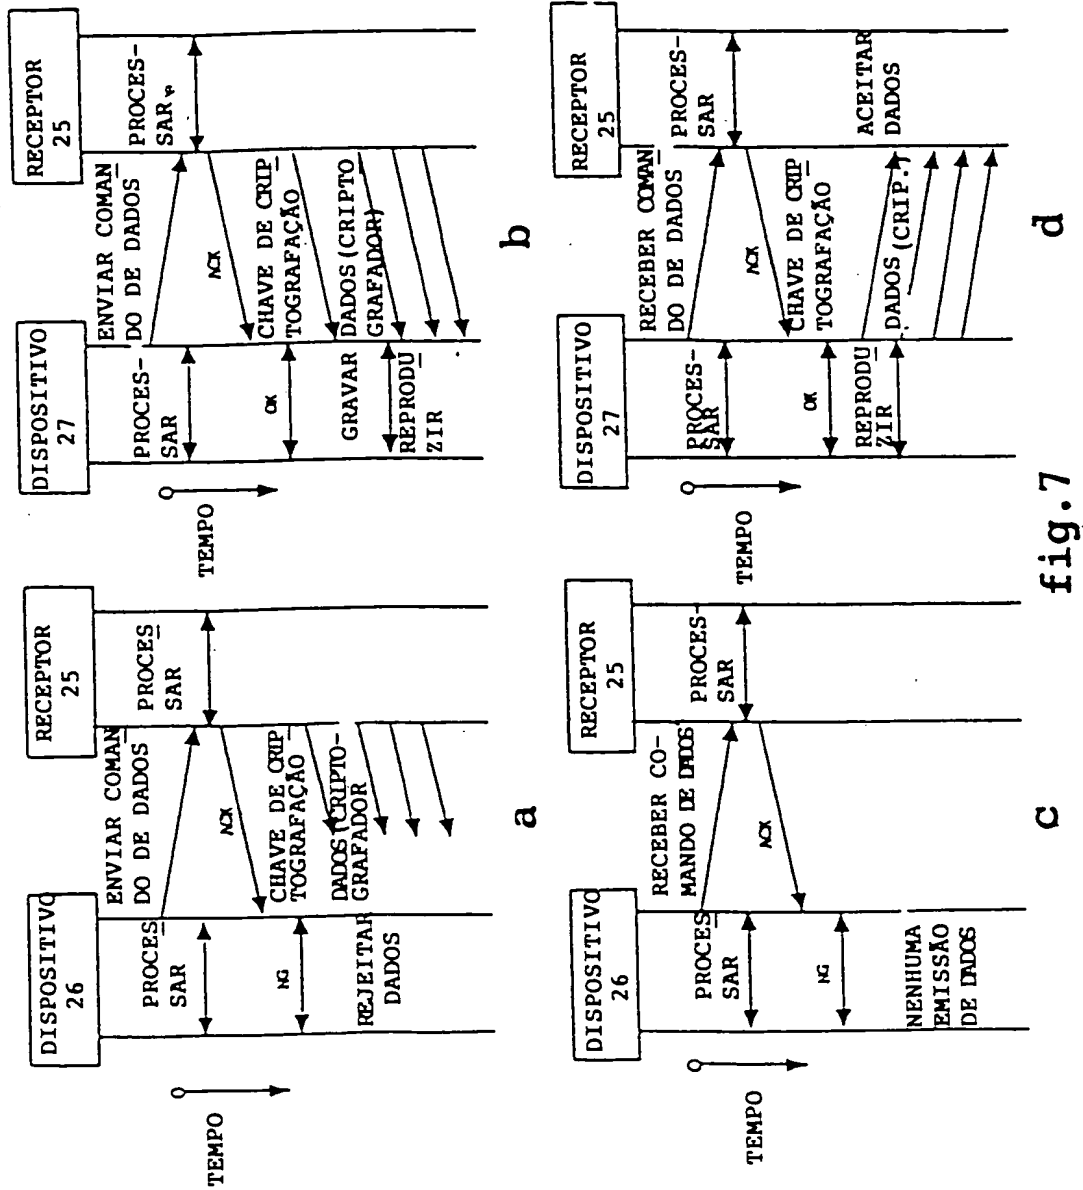 DISPOSITIVO
26
RECEPTOR
25
TEMPO
PROCES
SAR
ENVIAR COMAN
DO DE DADOS
PROCES
SAR
ACK
NG
CHAVE DE CRIP
TOGRAFAÇÃO
REJEITAR
DADOS
DADOS (CRIPTO-
GRAFADOR
a
DISPOSITIVO
27
RECEPTOR
25
TEMPO
PROCES-
SAR
ENVIAR COMAN
DO DE DADOS
PROCES-
SAR
ACK
OK
CHAVE DE CRIP
TOGRAFAÇÃO
GRAVAR
REPRODU
ZIR
DADOS (CRIPTO
GRAFADOR)
b
DISPOSITIVO
26
RECEPTOR
25
TEMPO
PROCES
SAR
RECEBER CO-
MANDO DE DADOS
PROCES-
SAR
ACK
NG
NENHUMA
EMISSÃO
DE DADOS
c
DISPOSITIVO
27
RECEPTOR
25
TEMPO
PROCES-
SAR
RECEBER COMAN
DO DE DADOS
PROCES-
SAR
ACK
OK
CHAVE DE CRIP
TOGRAFAÇÃO
REPRODU
ZIR
DADOS (CRIP.)
ACEITAR
DADOS
d
fig.7